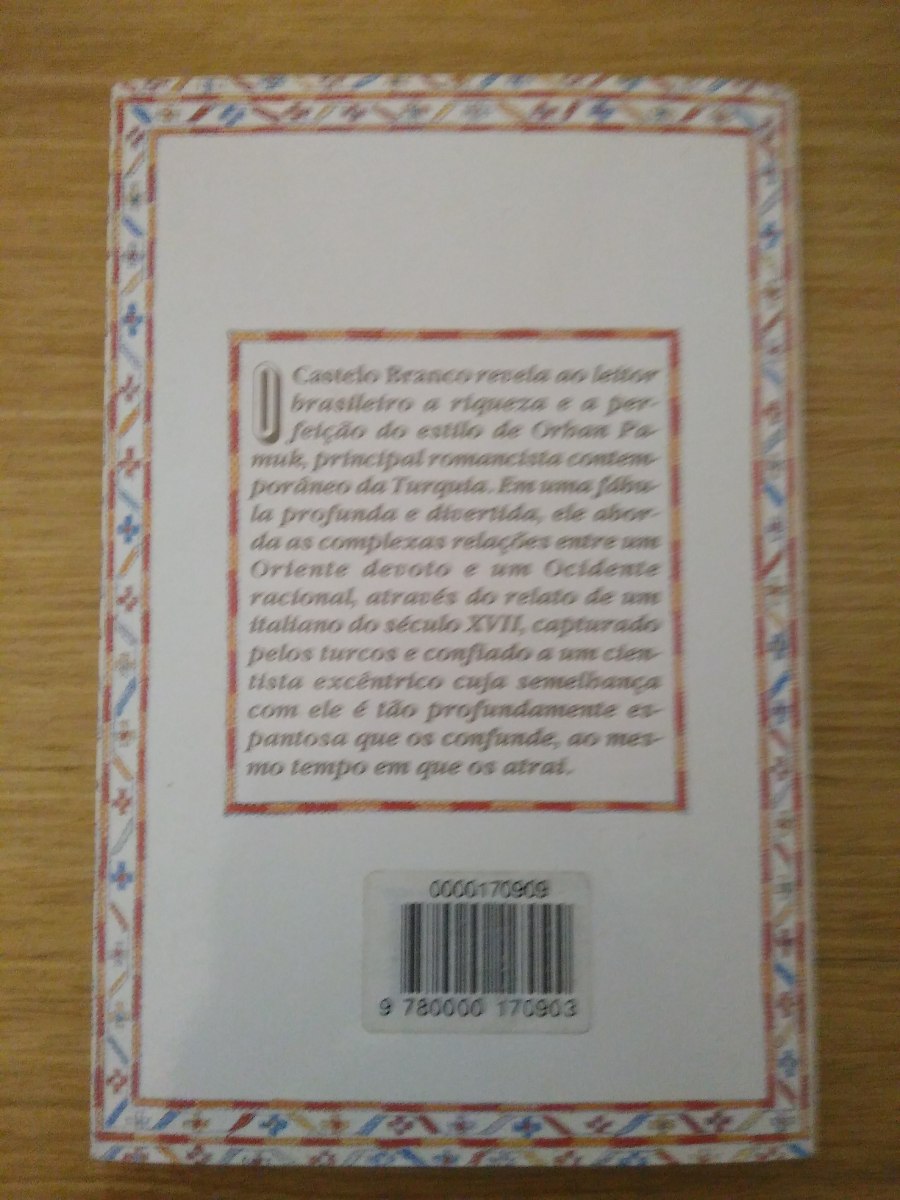 O Castelo Branco revela ao leitor
brasileiro a riqueza e a per-
feição do estilo de Orhan Pa-
muk, principal romancista contem-
porâneo da Turquia. Em uma fábu-
la profunda e divertida, ele abor-
da as complexas relações entre um
Oriente devoto e um Ocidente
racional, através do relato de um
italiano do século XVII, capturado
pelos turcos e confiado a um cien-
tista excêntrico cuja semelhança
com ele é tão profundamente es-
pantosa que os confunde, ao mes-
mo tempo em que os atrai.
0000170909
9 780000 170903